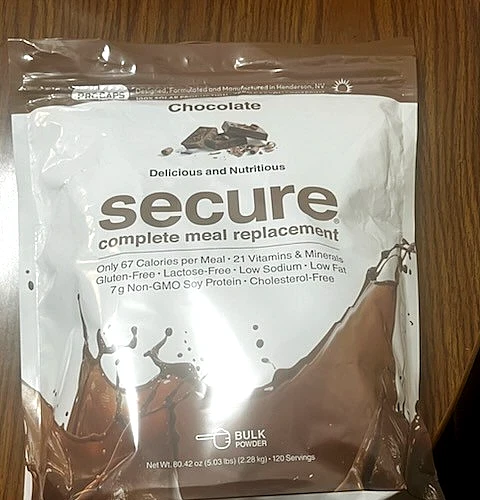 PROCAPS Designed, Formulated and Manufactured in Henderson, NV
Chocolate
Delicious and Nutritious
secure®
complete meal replacement
Only 67 Calories per Meal • 21 Vitamins & Minerals
Gluten-Free • Lactose-Free • Low Sodium • Low Fat
7 g Non-GMO Soy Protein • Cholesterol-Free
BULK
POWDER
Net Wt. 80.42 oz (5.03 lbs) (2.28 kg) • 120 Servings